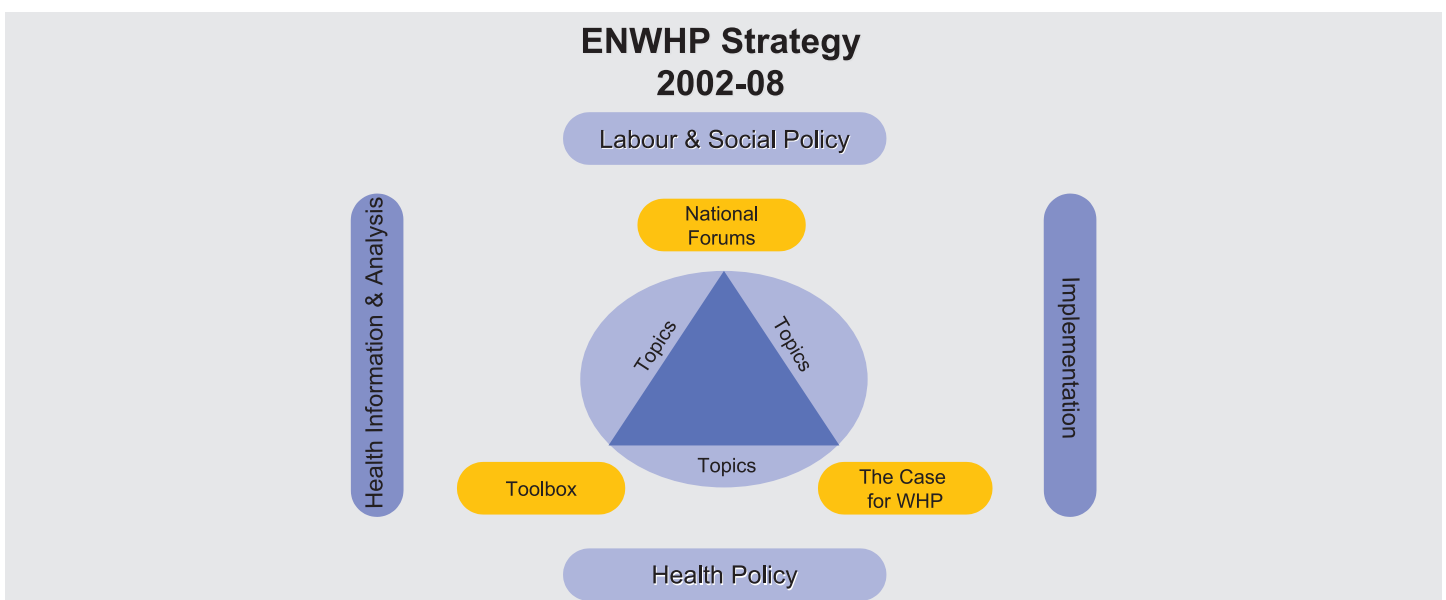 ENWHP Strategy
2002-08
Labour & Social Policy
National
Forums
Health Information & Analysis
Topics
Topics
Implementation
Topics
Toolbox
The Case
for WHP
Health Policy